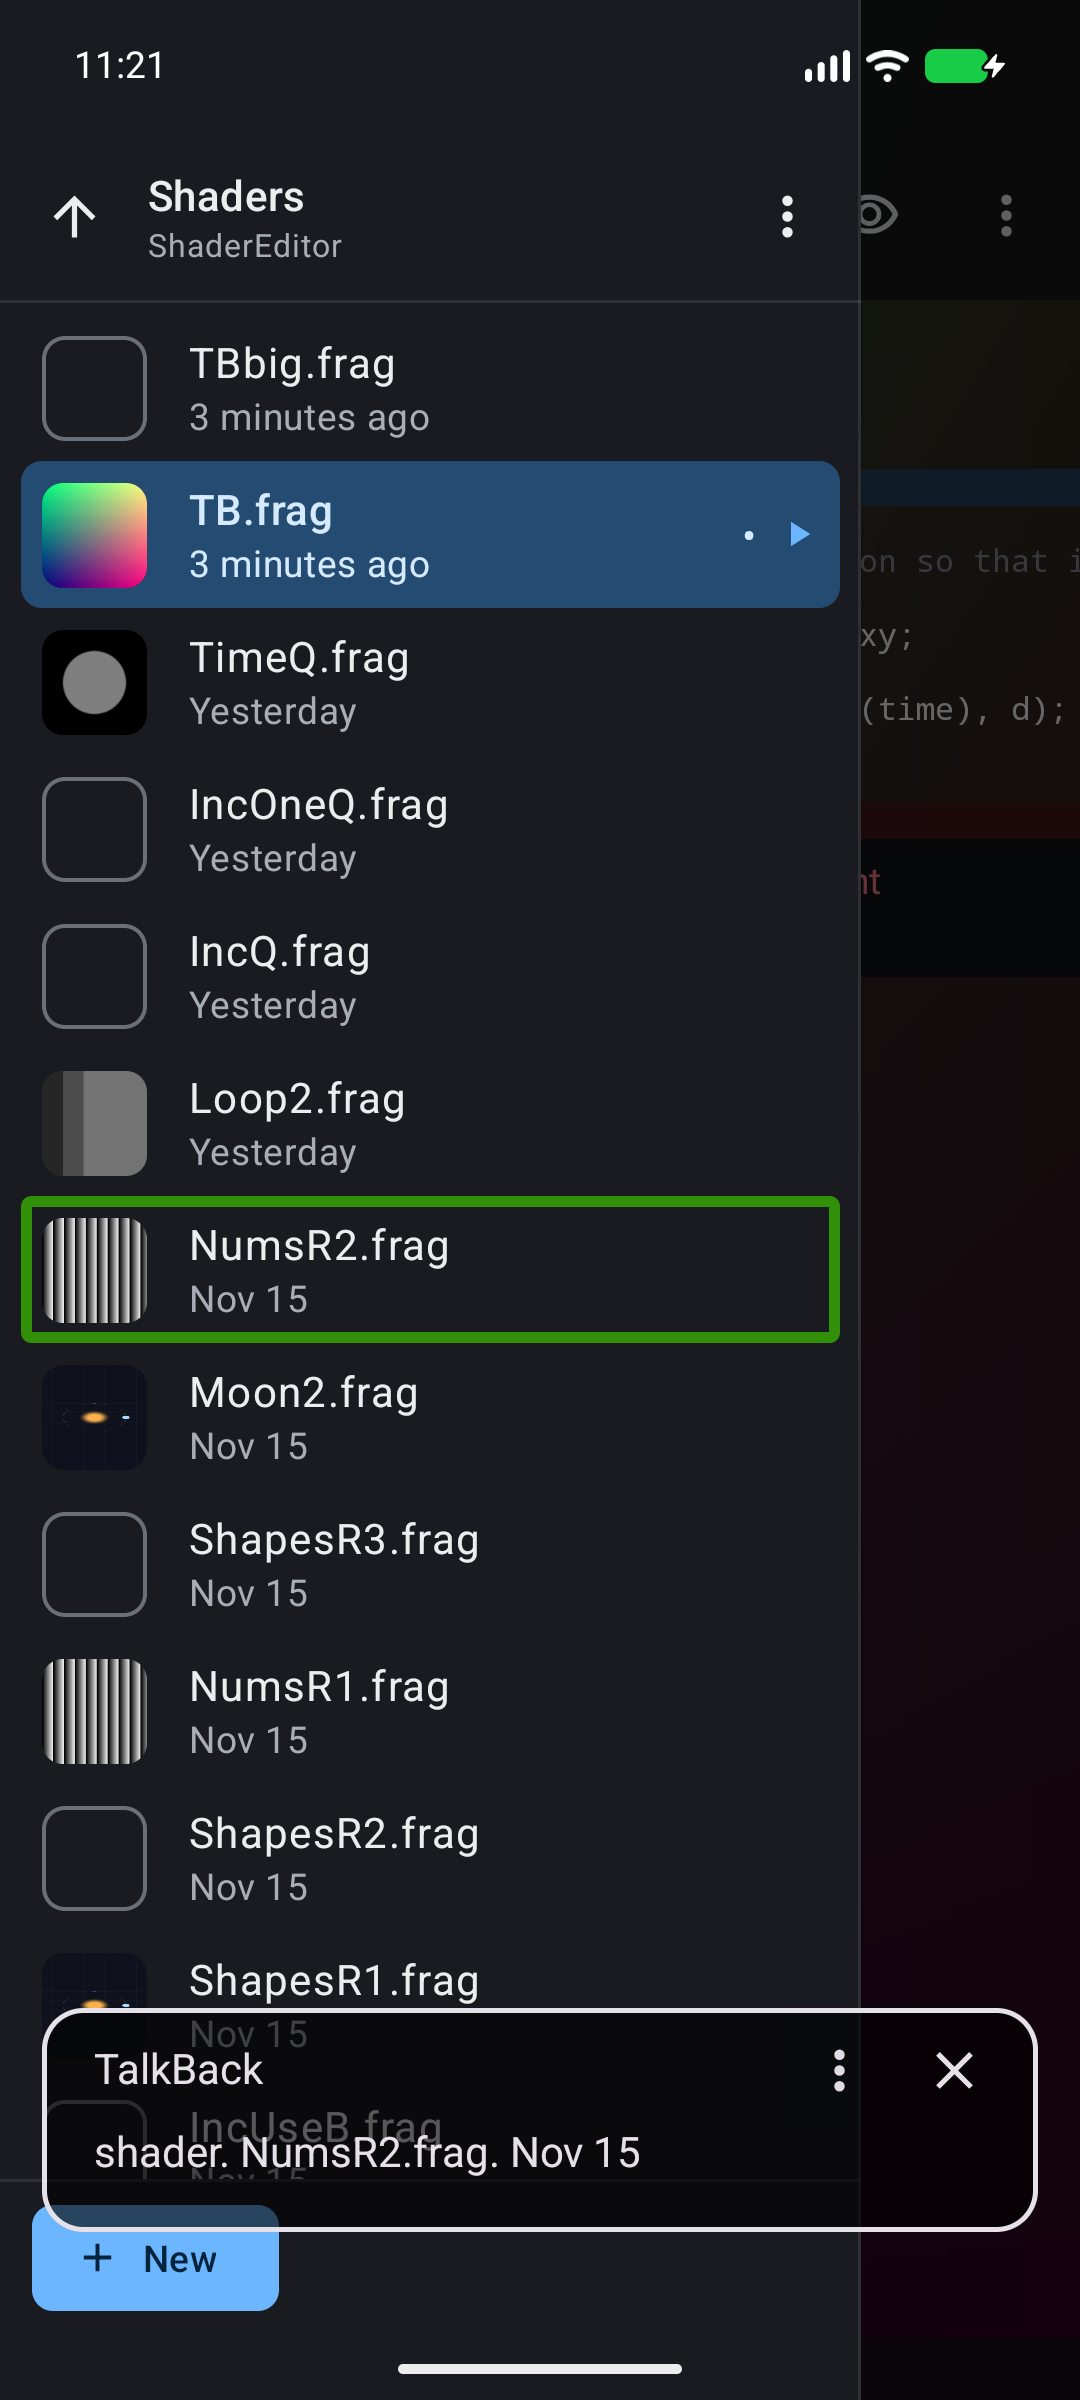 11:21
Shaders
ShaderEditor
TBbig.frag
3 minutes ago
TB.frag
3 minutes ago
TimeQ.frag
Yesterday
IncOneQ.frag
Yesterday
IncQ.frag
Yesterday
Loop2.frag
Yesterday
NumsR2.frag
Nov 15
Moon2.frag
Nov 15
ShapesR3.frag
Nov 15
NumsR1.frag
Nov 15
ShapesR2.frag
Nov 15
ShapesR1.frag
Nov 15
IncUseB.frag
Nov 15
TalkBack
shader. NumsR2.frag. Nov 15
New
on so that i
xy;
(time), d);
nt